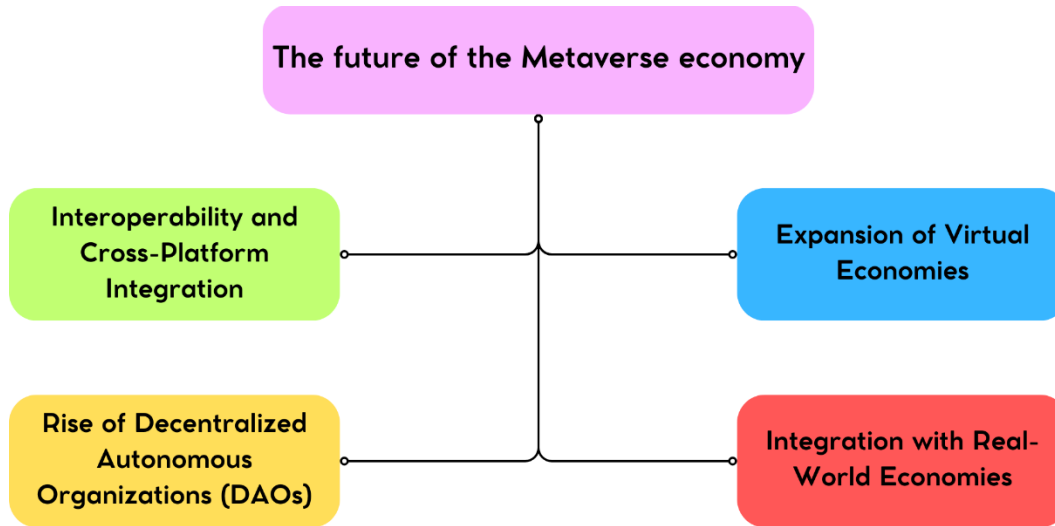 The future of the Metaverse economy
Interoperability and
Cross-Platform
Integration
Expansion of Virtual
Economies
Rise of Decentralized
Autonomous
Organizations (DAOs)
Integration with Real-
World Economies